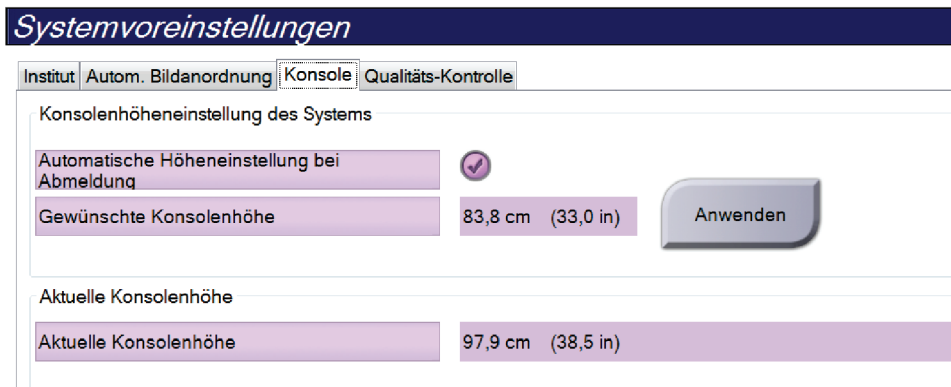 Systemvoreinstellungen
Institut Autom. Bildanordnung Konsole Qualitäts-Kontrolle
Konsolenhöheneinstellung des Systems
Automatische Höheneinstellung bei
Abmeldung
Gewünschte Konsolenhöhe 83,8 cm (33,0 in) Anwenden
Aktuelle Konsolenhöhe
Aktuelle Konsolenhöhe 97,9 cm (38,5 in)